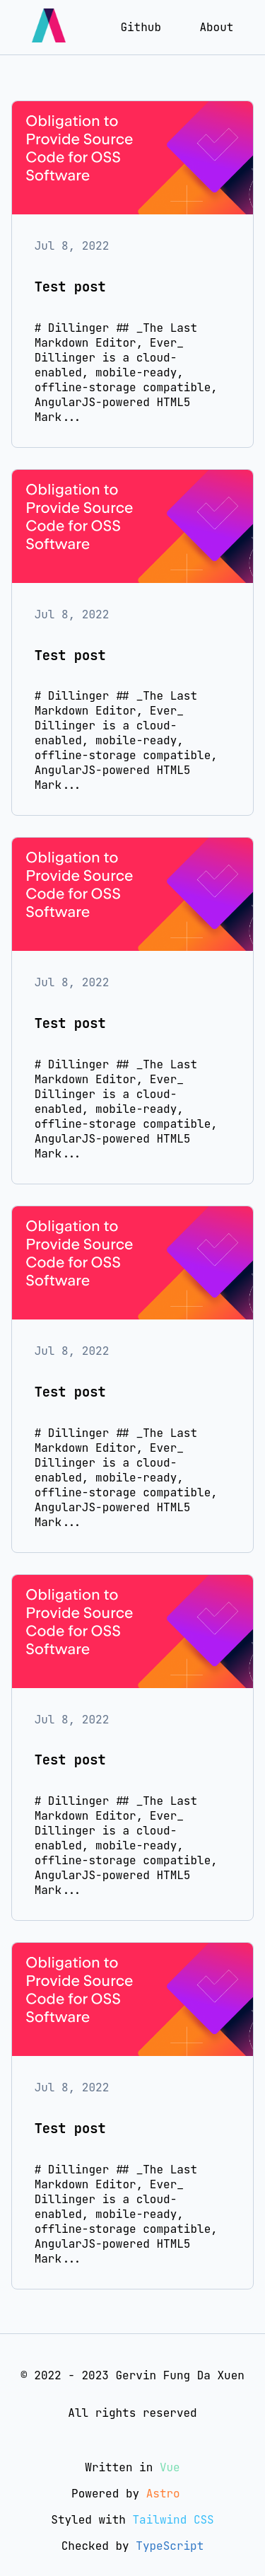 Github About
Obligation to
Provide Source
Code for OSS
Software
Jul 8, 2022
Test post
# Dillinger ## _The Last
Markdown Editor, Ever_
Dillinger is a cloud-
enabled, mobile-ready,
offline-storage compatible,
AngularJS-powered HTML5
Mark...
Obligation to
Provide Source
Code for OSS
Software
Jul 8, 2022
Test post
# Dillinger ## _The Last
Markdown Editor, Ever_
Dillinger is a cloud-
enabled, mobile-ready,
offline-storage compatible,
AngularJS-powered HTML5
Mark...
Obligation to
Provide Source
Code for OSS
Software
Jul 8, 2022
Test post
# Dillinger ## _The Last
Markdown Editor, Ever_
Dillinger is a cloud-
enabled, mobile-ready,
offline-storage compatible,
AngularJS-powered HTML5
Mark...
Obligation to
Provide Source
Code for OSS
Software
Jul 8, 2022
Test post
# Dillinger ## _The Last
Markdown Editor, Ever_
Dillinger is a cloud-
enabled, mobile-ready,
offline-storage compatible,
AngularJS-powered HTML5
Mark...
Obligation to
Provide Source
Code for OSS
Software
Jul 8, 2022
Test post
# Dillinger ## _The Last
Markdown Editor, Ever_
Dillinger is a cloud-
enabled, mobile-ready,
offline-storage compatible,
AngularJS-powered HTML5
Mark...
Obligation to
Provide Source
Code for OSS
Software
Jul 8, 2022
Test post
# Dillinger ## _The Last
Markdown Editor, Ever_
Dillinger is a cloud-
enabled, mobile-ready,
offline-storage compatible,
AngularJS-powered HTML5
Mark...
© 2022 - 2023 Gervin Fung Da Xuen
All rights reserved
Written in Vue
Powered by Astro
Styled with Tailwind CSS
Checked by TypeScript